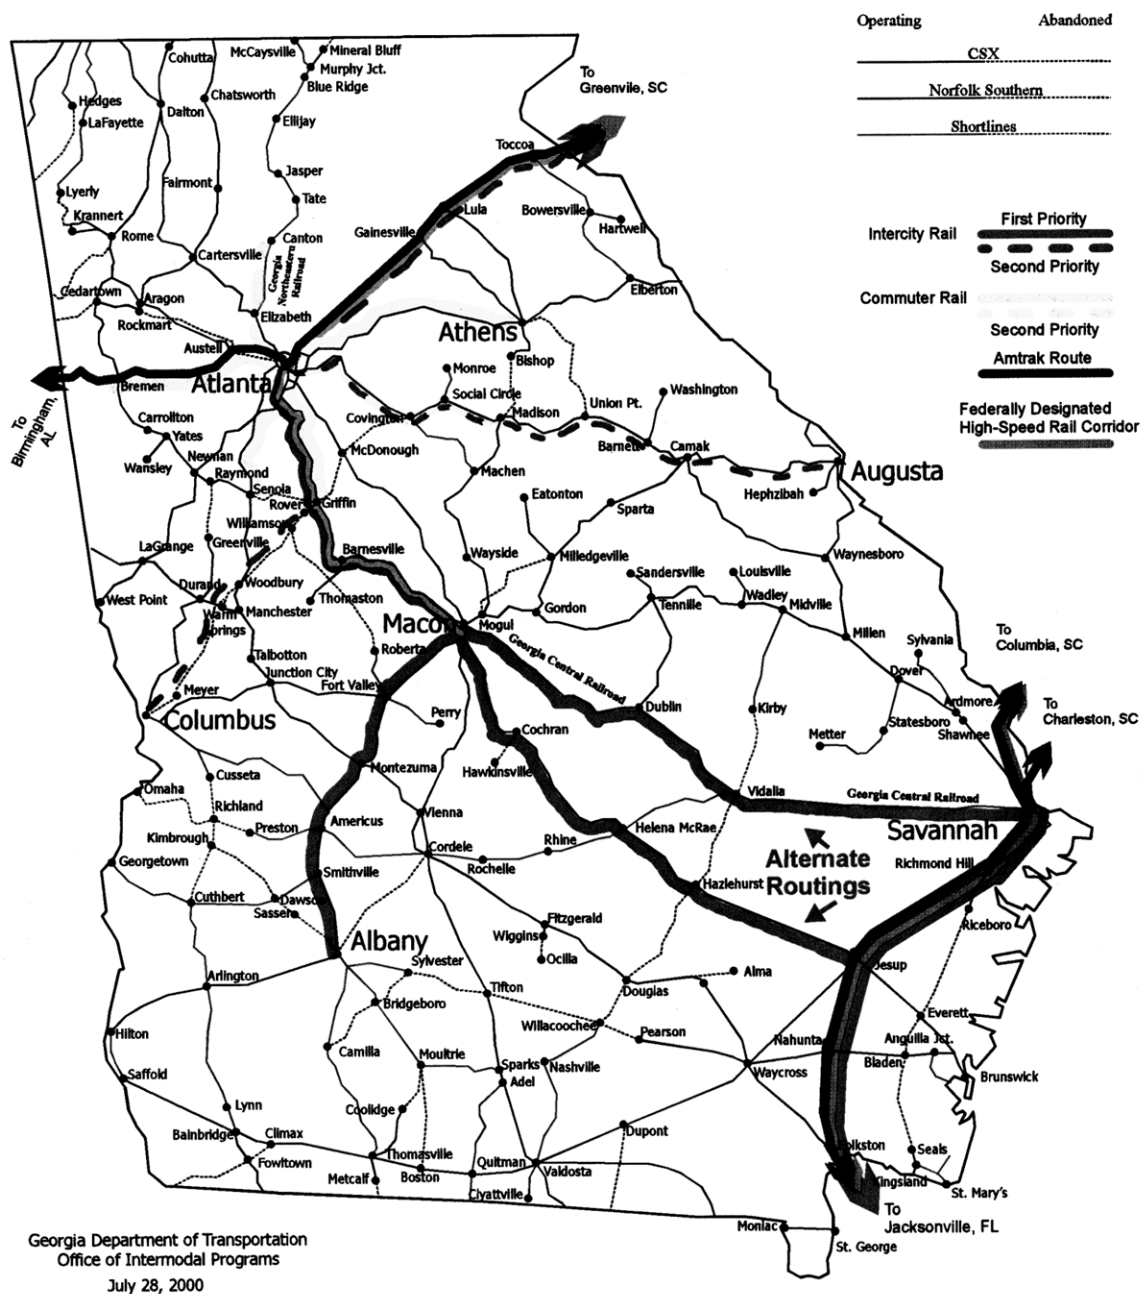 Operating Abandoned
CSX
Norfolk Southern
Shortlines
First Priority
Intercity Rail
Second Priority
Commuter Rail
Second Priority
Amtrak Route
Federally Designated
High-Speed Rail Corridor
To
Greenvile, SC
Cohutta
McCaysville
Mineral Bluff
Murphy Jct.
Blue Ridge
Hedges
LaFayette
Dalton
Chatsworth
Ellijay
Toccoa
Jasper
Lyerly
Fairmont
Tate
Krannert
Rome
Lula
Bowersville
Hartwell
Gainesville
Canton
Cartersville
Georgia
Northeastern
Railroad
Elberton
Cedartown
Aragon
Rockmart
Elizabeth
Athens
Austell
Bishop
Atlanta
Bremen
Monroe
Washington
To
Birmingham,
AL
Social Circle
Union Pt.
Carrollton
Covington
Madison
Yates
Barnett
Camak
Wansley
Newnan
McDonough
Machen
Augusta
Raymond
Senoia
Rover
Griffin
Eatonton
Hephzibah
Sparta
Williamson
Greenville
LaGrange
Barnesville
Wayside
Milledgeville
Waynesboro
Durand
Woodbury
Sandersville
Louisville
West Point
Thomaston
Wadley
Warm
Springs
Manchester
Macon
Mogul
Gordon
Tennille
Midville
Millen
Sylvania
To
Columbia, SC
Talbotton
Roberta
Georgia Central Railroad
Junction City
Dover
Meyer
Fort Valley
Ardmore
To
Charleston, SC
Columbus
Perry
Dublin
Kirby
Statesboro
Shawnee
Cochran
Metter
Montezuma
Hawkinsville
Cusseta
Omaha
Vidalia
Georgia Central Railroad
Richland
Vienna
Preston
Americus
Helena McRae
Savannah
Kimbrough
Cordele
Rhine
Alternate
Routings
Richmond Hill
Georgetown
Rochelle
Smithville
Hazlehurst
Cuthbert
Dawson
Sasser
Fitzgerald
Riceboro
Wiggins
Albany
Ocilla
Sylvester
Jesup
Arlington
Alma
Tifton
Douglas
Bridgeboro
Everett
Hilton
Willacoochee
Pearson
Nahunta
Anguilla Jct.
Camilla
Moultrie
Bladen
Sparks
Nashville
Waycross
Saffold
Adel
Brunswick
Lynn
Coolidge
Bainbridge
Climax
Dupont
Folkston
Seals
Fowltown
Thomasville
Quitman
Valdosta
Metcalf
Boston
Kingsland
Clyattville
St. Mary's
To
Jacksonville, FL
Moniac
St. George
Georgia Department of Transportation
Office of Intermodal Programs
July 28, 2000